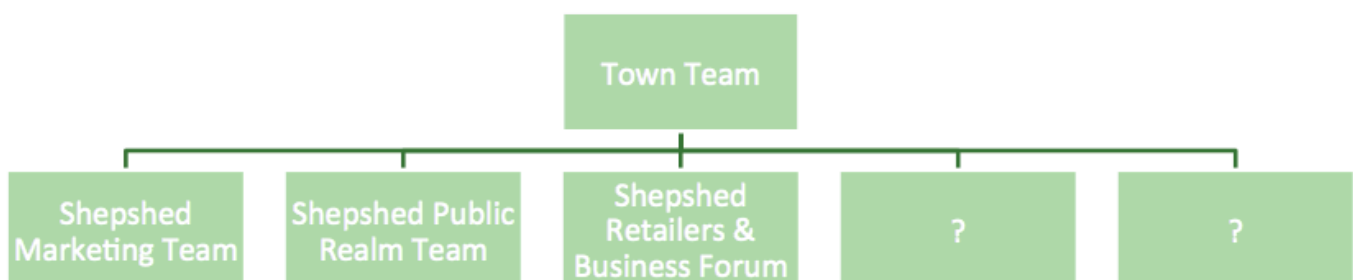 Town Team
Shepshed
Marketing Team
Shepshed Public
Realm Team
Shepshed
Retailers &
Business Forum
?
?